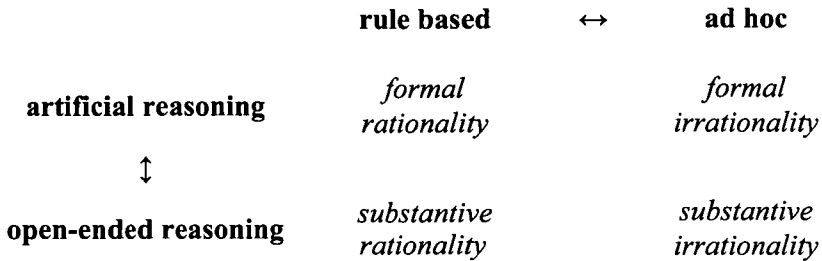 rule based ↔ ad hoc
artificial reasoning
formal
rationality
formal
irrationality
↕
open-ended reasoning
substantive
rationality
substantive
irrationality